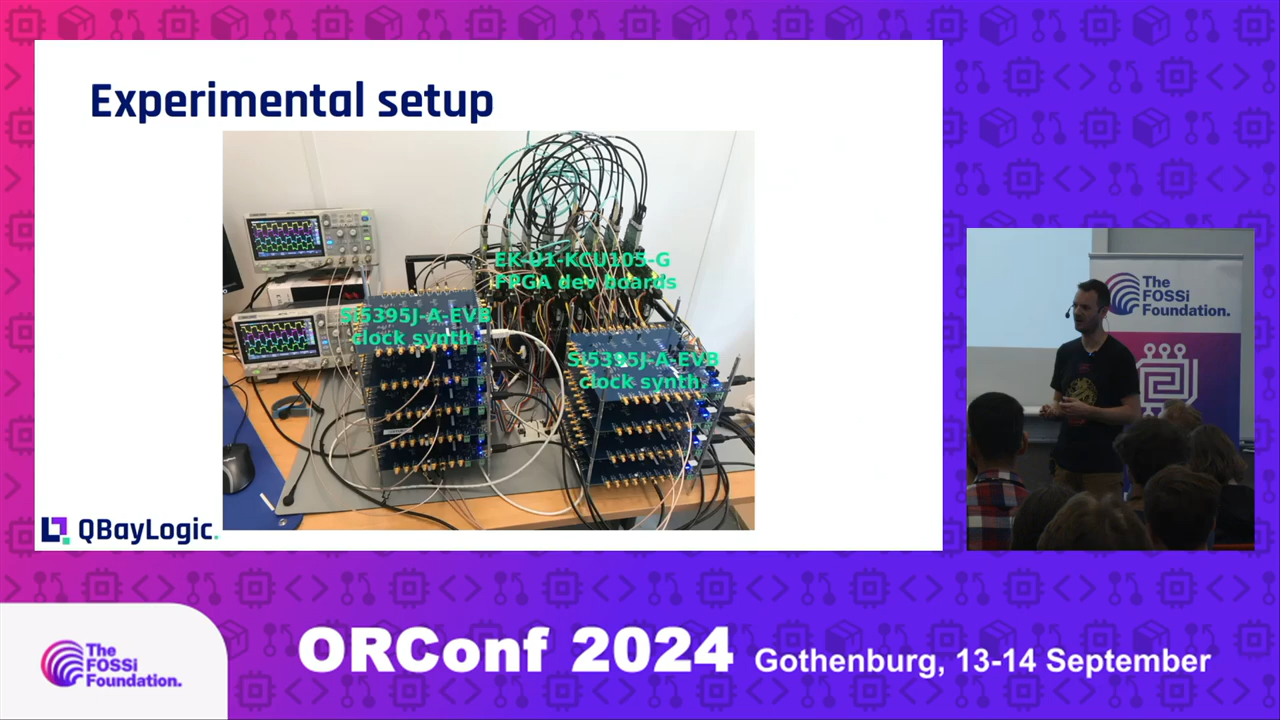 Experimental setup
EK-U1-KCU105-G
FPGA dev boards
Si5395J-A-EVB
clock synth.
Si5395J-A-EVB
clock synth.
QBayLogic.
The
FOSSi
Foundation.
The
FOSSi
Foundation.
ORConf 2024
Gothenburg, 13-14 September